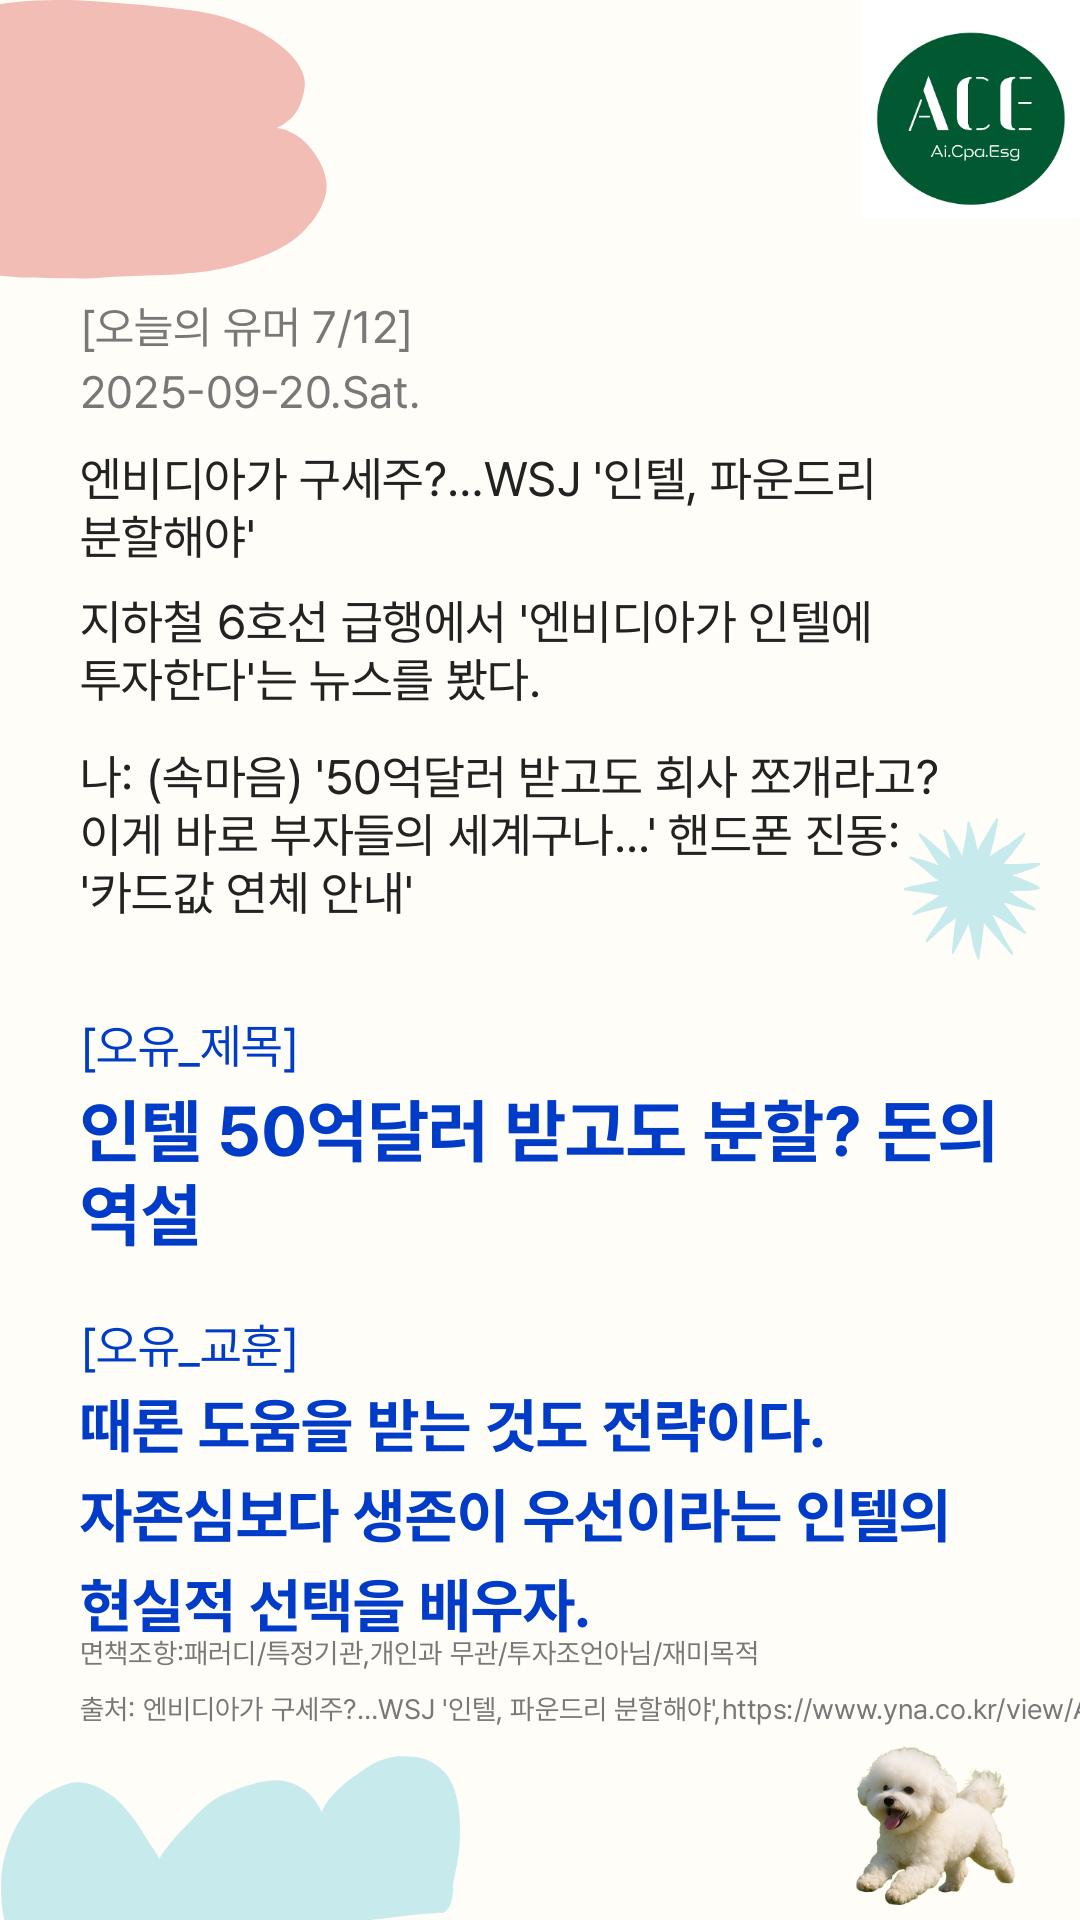 ACE
Ai.Cpa.Esg
[오늘의 유머 7/12]
2025-09-20.Sat.
엔비디아가 구세주?...WSJ '인텔, 파운드리
분할해야'
지하철 6호선 급행에서 '엔비디아가 인텔에
투자한다'는 뉴스를 봤다.
나: (속마음) '50억달러 받고도 회사 쪼개라고?
이게 바로 부자들의 세계구나...' 핸드폰 진동:
'카드값 연체 안내'
[오유_제목]
인텔 50억달러 받고도 분할? 돈의
역설
[오유_교훈]
때론 도움을 받는 것도 전략이다.
자존심보다 생존이 우선이라는 인텔의
현실적 선택을 배우자.
면책조항:패러디/특정기관,개인과 무관/투자조언아님/재미목적
출처: 엔비디아가 구세주?...WSJ '인텔, 파운드리 분할해야',https://www.yna.co.kr/view/